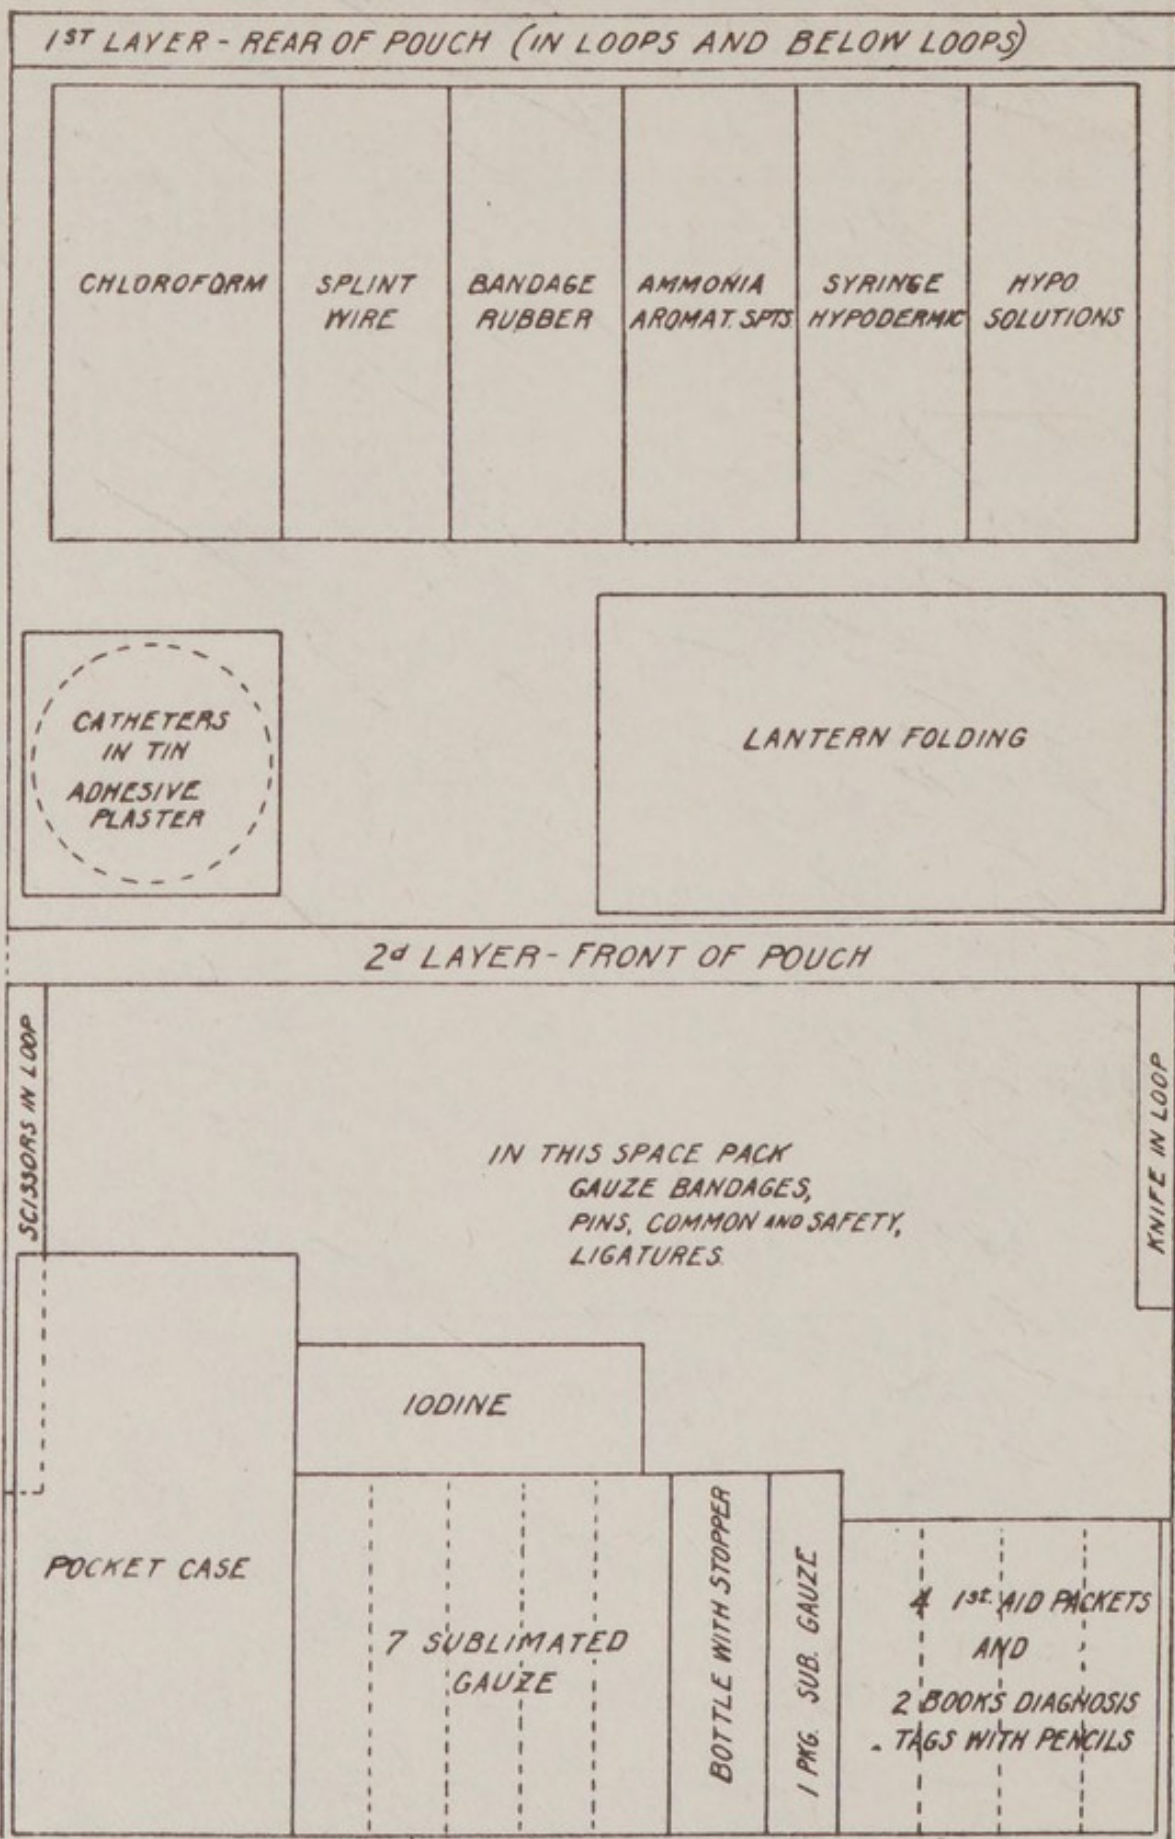 1ST LAYER - REAR OF POUCH (IN LOOPS AND BELOW LOOPS)
CHLOROFORM
SPLINT
WIRE
BANDAGE
RUBBER
AMMONIA
AROMAT. SPTS
SYRINGE
HYPODERMIC
HYPO
SOLUTIONS
CATHETERS
IN TIN
ADHESIVE
PLASTER
LANTERN FOLDING
2d LAYER - FRONT OF POUCH
SCISSORS IN LOOP
IN THIS SPACE PACK
GAUZE BANDAGES,
PINS, COMMON AND SAFETY,
LIGATURES.
KNIFE IN LOOP
IODINE
POCKET CASE
7 SUBLIMATED
GAUZE
BOTTLE WITH STOPPER
1 PKG. SUB. GAUZE
4 1st. AID PACKETS
AND
2 BOOKS DIAGNOSIS
TAGS WITH PENCILS